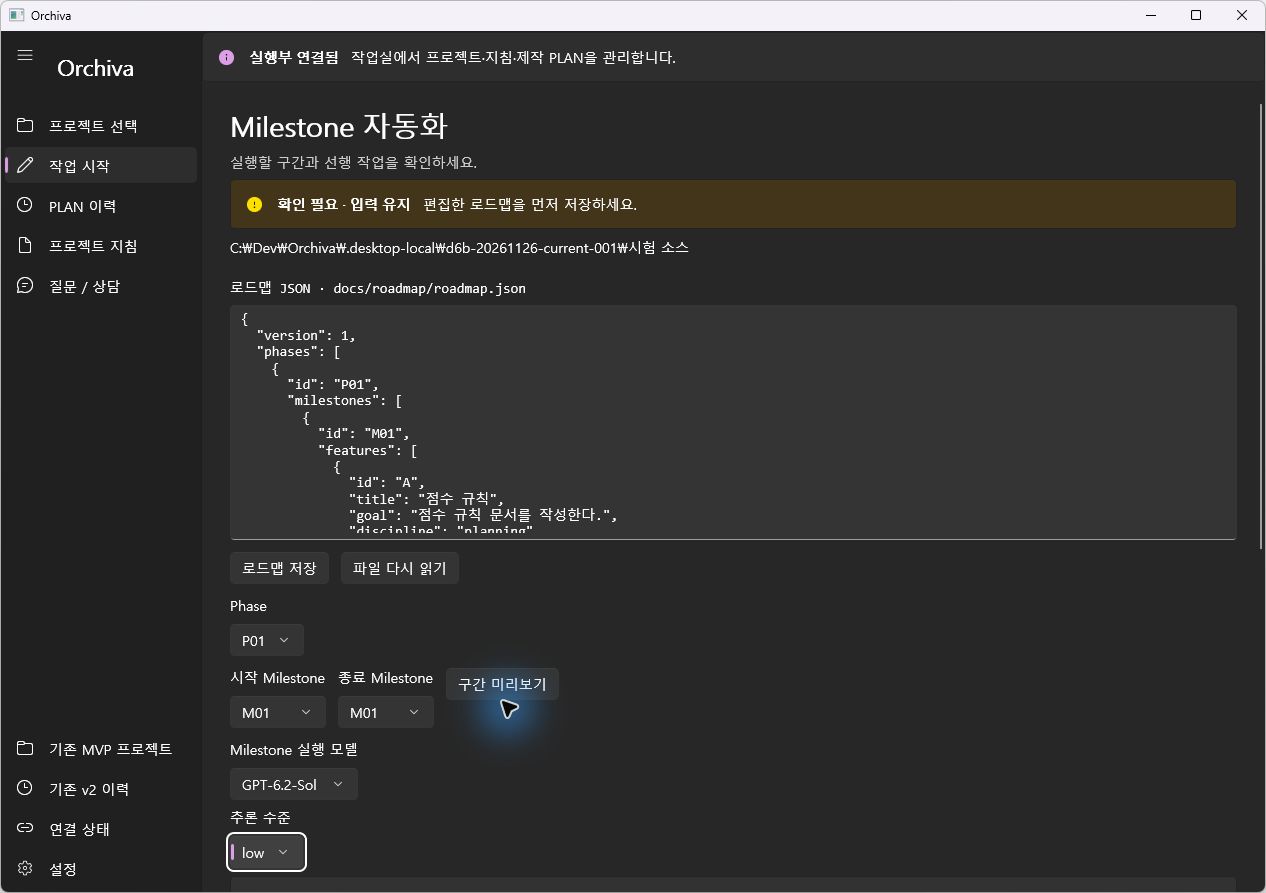 Orchiva
Orchiva
프로젝트 선택
작업 시작
PLAN 이력
프로젝트 지침
질문 / 상담
기존 MVP 프로젝트
기존 v2 이력
연결 상태
설정
실행부 연결됨 작업실에서 프로젝트·지침·제작 PLAN을 관리합니다.
Milestone 자동화
실행할 구간과 선행 작업을 확인하세요.
확인 필요 · 입력 유지 편집한 로드맵을 먼저 저장하세요.
C:₩Dev₩Orchiva₩.desktop-local₩d6b-20261126-current-001₩시험 소스
로드맵 JSON · docs/roadmap/roadmap.json
{
"version": 1,
"phases": [
{
"id": "P01",
"milestones": [
{
"id": "M01",
"features": [
{
"id": "A",
"title": "점수 규칙",
"goal": "점수 규칙 문서를 작성한다.",
"discipline": "planning"
로드맵 저장 파일 다시 읽기
Phase
P01
시작 Milestone 종료 Milestone 구간 미리보기
M01 M01
Milestone 실행 모델
GPT-6.2-Sol
추론 수준
low